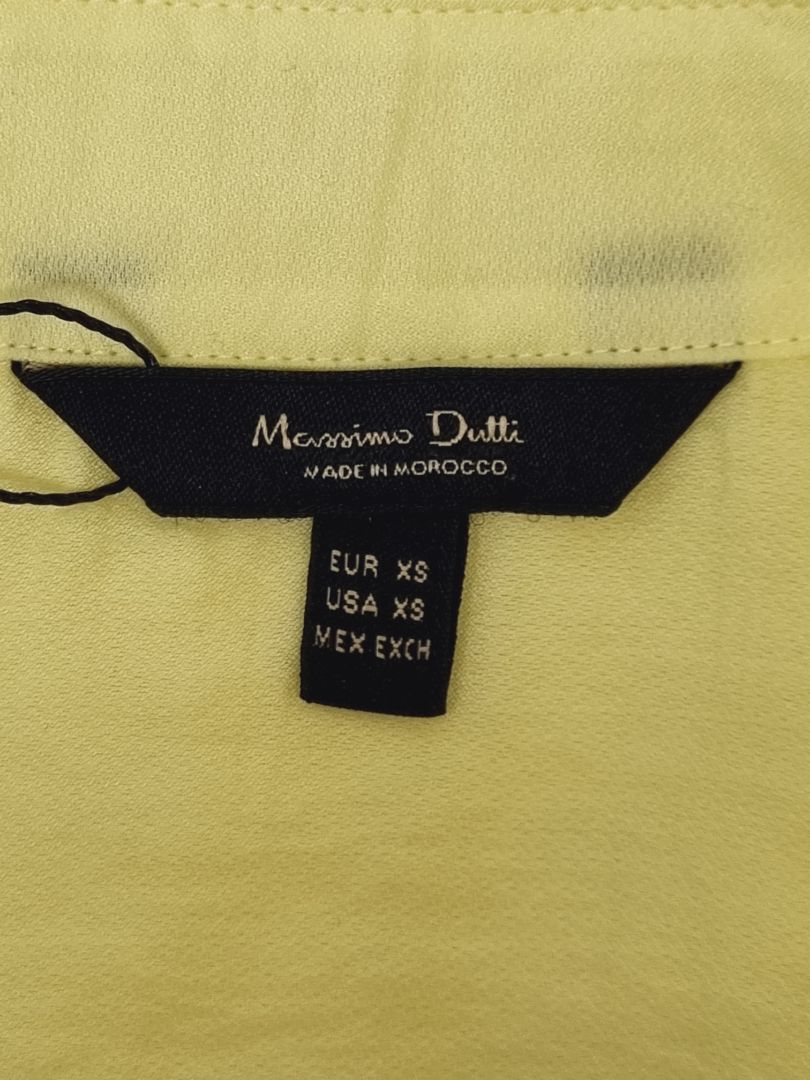 Massimo Dutti
MADE IN MOROCCO
EUR XS
USA XS
MEX EXCH